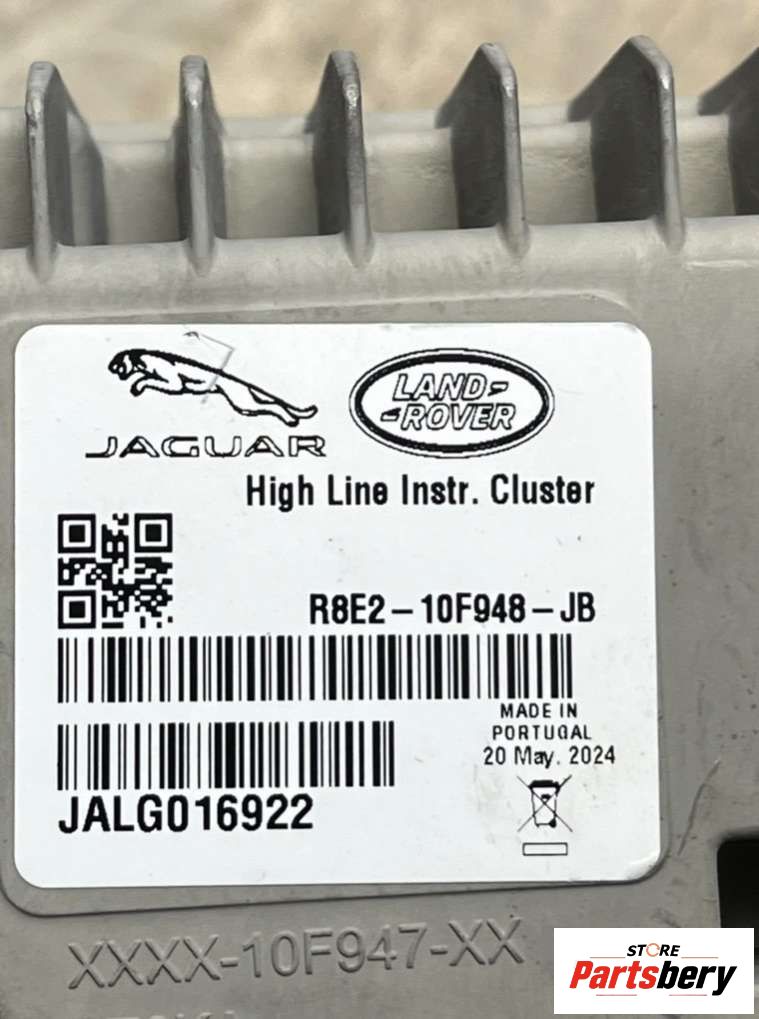 JAGUAR
LAND-
-ROVER
High Line Instr. Cluster
R8E2-10F948-JB
MADE IN
PORTUGAL
20 May. 2024
JALG016922
XXXX-10F947-XX
STORE
Partsbery